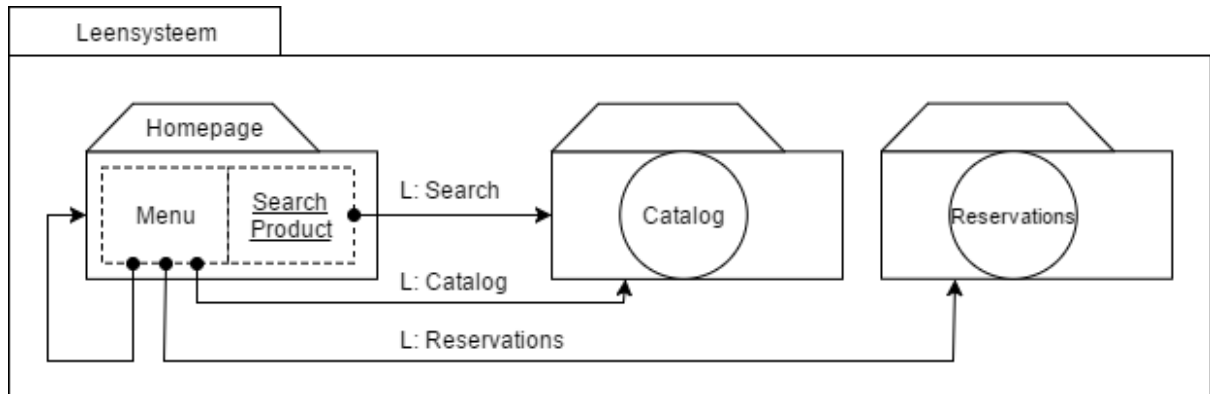 Leensysteem
Homepage
Menu
Search
Product
L: Search
Catalog
Reservations
L: Catalog
L: Reservations